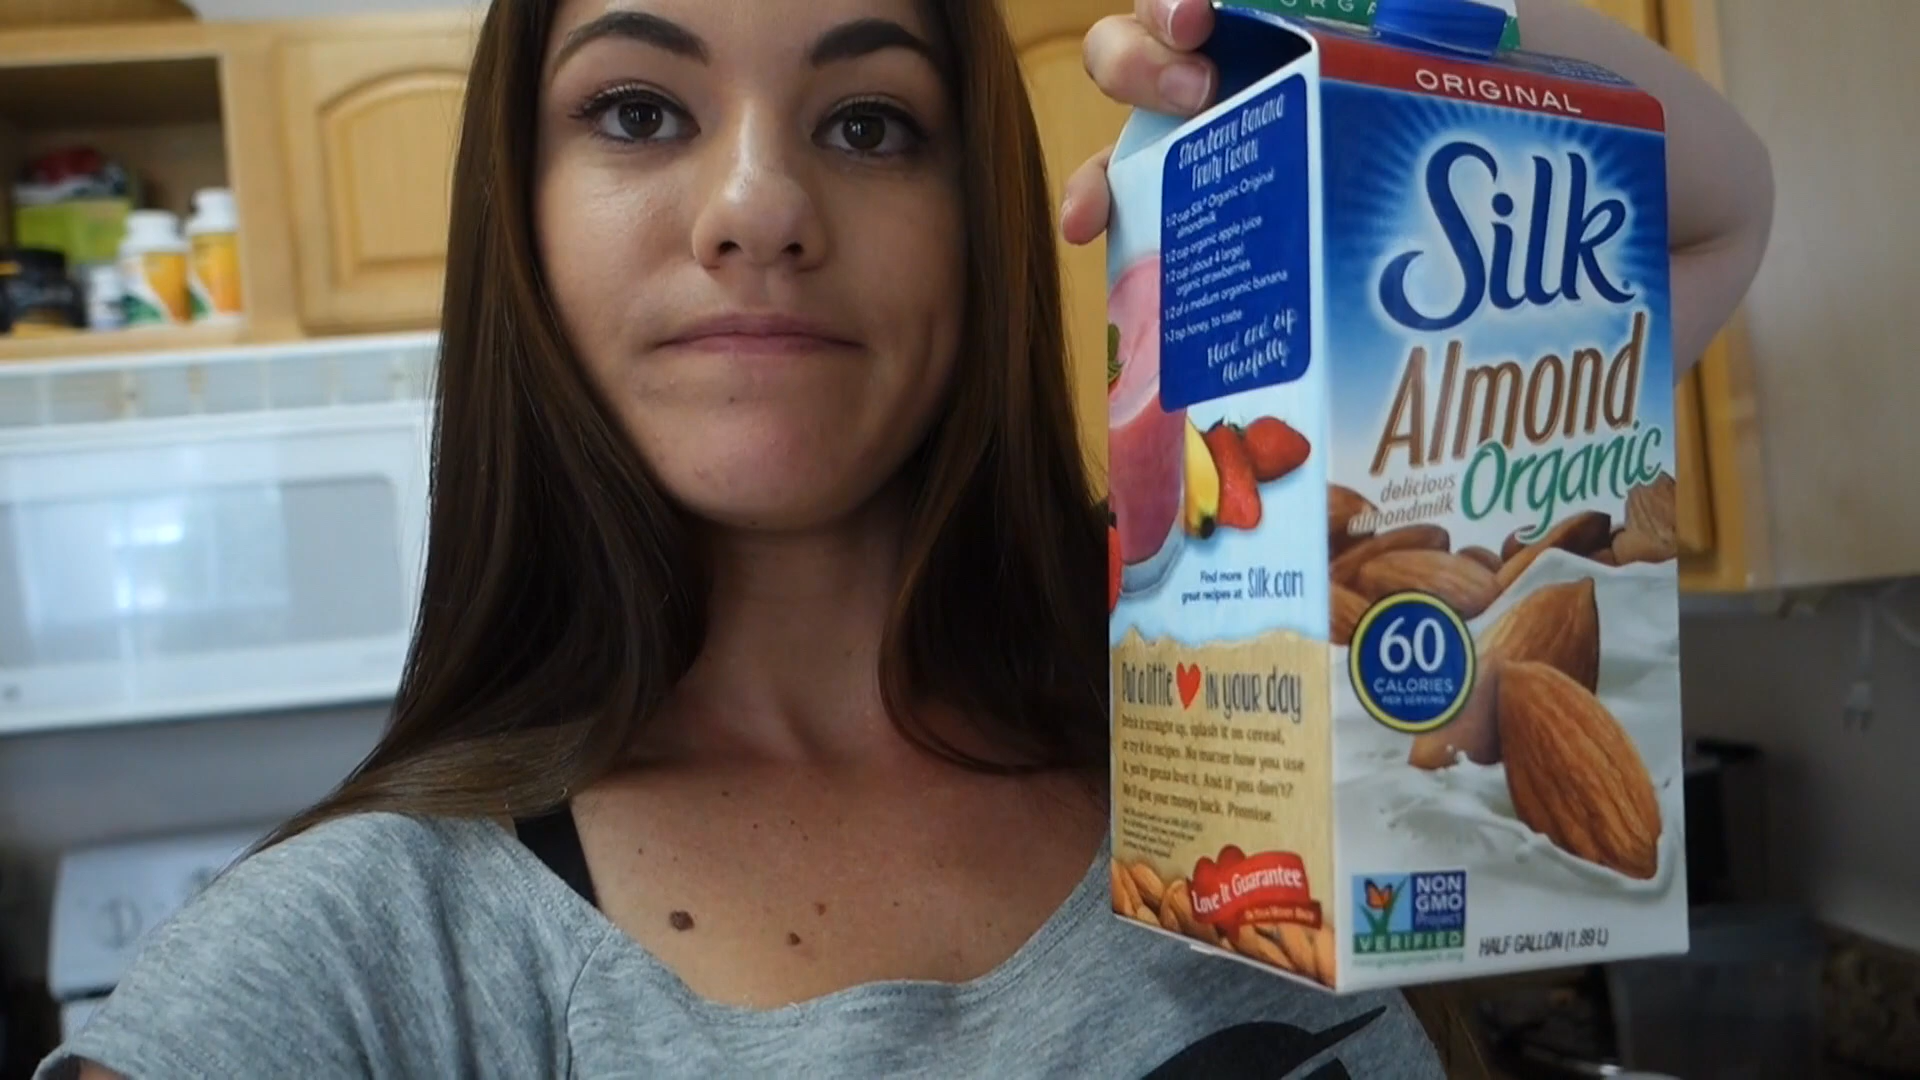 ORGA
ORIGINAL
Silk
Almond
Organic
delicious
almondmilk
60
CALORIES
PER SERVING
NON
GMO
Project
VERIFIED
HALF GALLON (1.89 L)
Strawberry Banana
Fruity Fusion
1/2 cup Silk® Organic Original
almondmilk
1/2 cup organic apple juice
1/2 cup (about 4 large)
organic strawberries
1/2 of a medium organic banana
1-3 tsp honey, to taste
Blend and sip
blissfully.
Find more
great recipes at Silk.com
Put a little ♥ in your day
Drink it straight up, splash it on cereal,
or try it in recipes. No matter how you use
it, you're gonna love it. And if you don't?
We'll give your money back. Promise.
Love It Guarantee